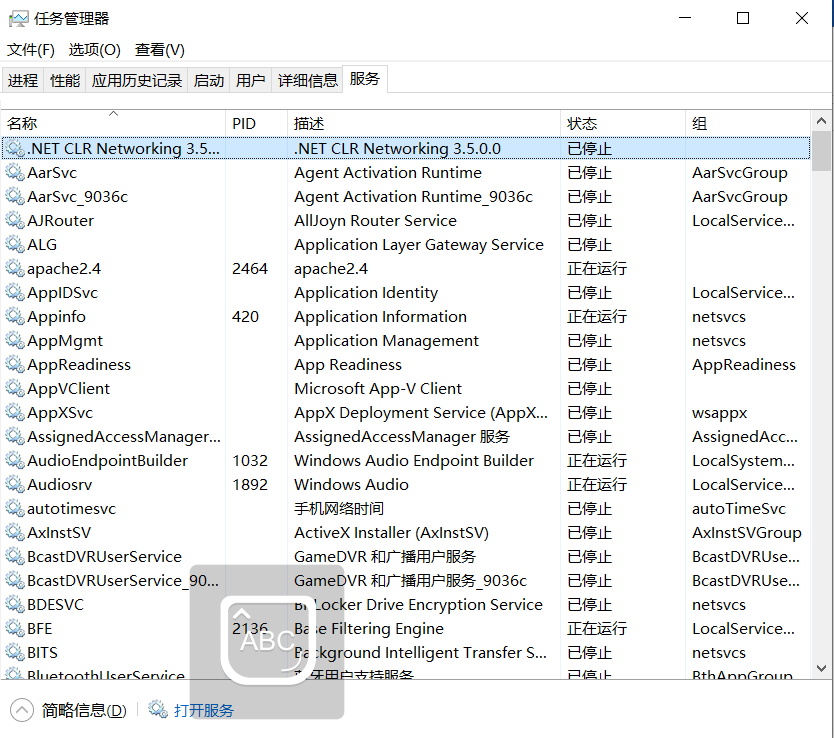 任务管理器
文件(F) 选项(O) 查看(V)
进程 性能 应用历史记录 启动 用户 详细信息 服务
名称 PID 描述 状态 组
.NET CLR Networking 3.5... .NET CLR Networking 3.5.0.0 已停止
AarSvc Agent Activation Runtime 已停止 AarSvcGroup
AarSvc_9036c Agent Activation Runtime_9036c 已停止 AarSvcGroup
AJRouter AllJoyn Router Service 已停止 LocalService...
ALG Application Layer Gateway Service 已停止
apache2.4 2464 apache2.4 正在运行
AppIDSvc Application Identity 已停止 LocalService...
Appinfo 420 Application Information 正在运行 netsvcs
AppMgmt Application Management 已停止 netsvcs
AppReadiness App Readiness 已停止 AppReadiness
AppVClient Microsoft App-V Client 已停止
AppXSvc AppX Deployment Service (AppX... 已停止 wsappx
AssignedAccessManager... AssignedAccessManager 服务 已停止 AssignedAcc...
AudioEndpointBuilder 1032 Windows Audio Endpoint Builder 正在运行 LocalSystem...
Audiosrv 1892 Windows Audio 正在运行 LocalService...
autotimesvc 手机网络时间 已停止 autoTimeSvc
AxInstSV ActiveX Installer (AxInstSV) 已停止 AxInstSVGroup
BcastDVRUserService GameDVR 和广播用户服务 已停止 BcastDVRUse...
BcastDVRUserService_90... GameDVR 和广播用户服务_9036c 已停止 BcastDVRUse...
BDESVC BitLocker Drive Encryption Service 已停止 netsvcs
BFE 2136 Base Filtering Engine 正在运行 LocalService...
ABC
BITS Background Intelligent Transfer S... 已停止 netsvcs
BluetoothUserService 蓝牙用户支持服务 已停止 BthAppGroup
简略信息(D) 打开服务